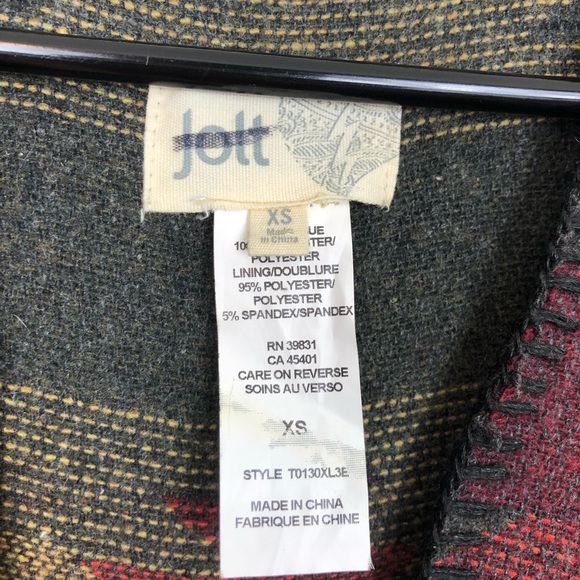 Jolt
XS
Made
in China
POLYESTER
LINING/DOUBLURE
95% POLYESTER/
POLYESTER
5% SPANDEX/SPANDEX
RN 39831
CA 45401
CARE ON REVERSE
SOINS AU VERSO
XS
STYLE T0130XL3E
MADE IN CHINA
FABRIQUE EN CHINE